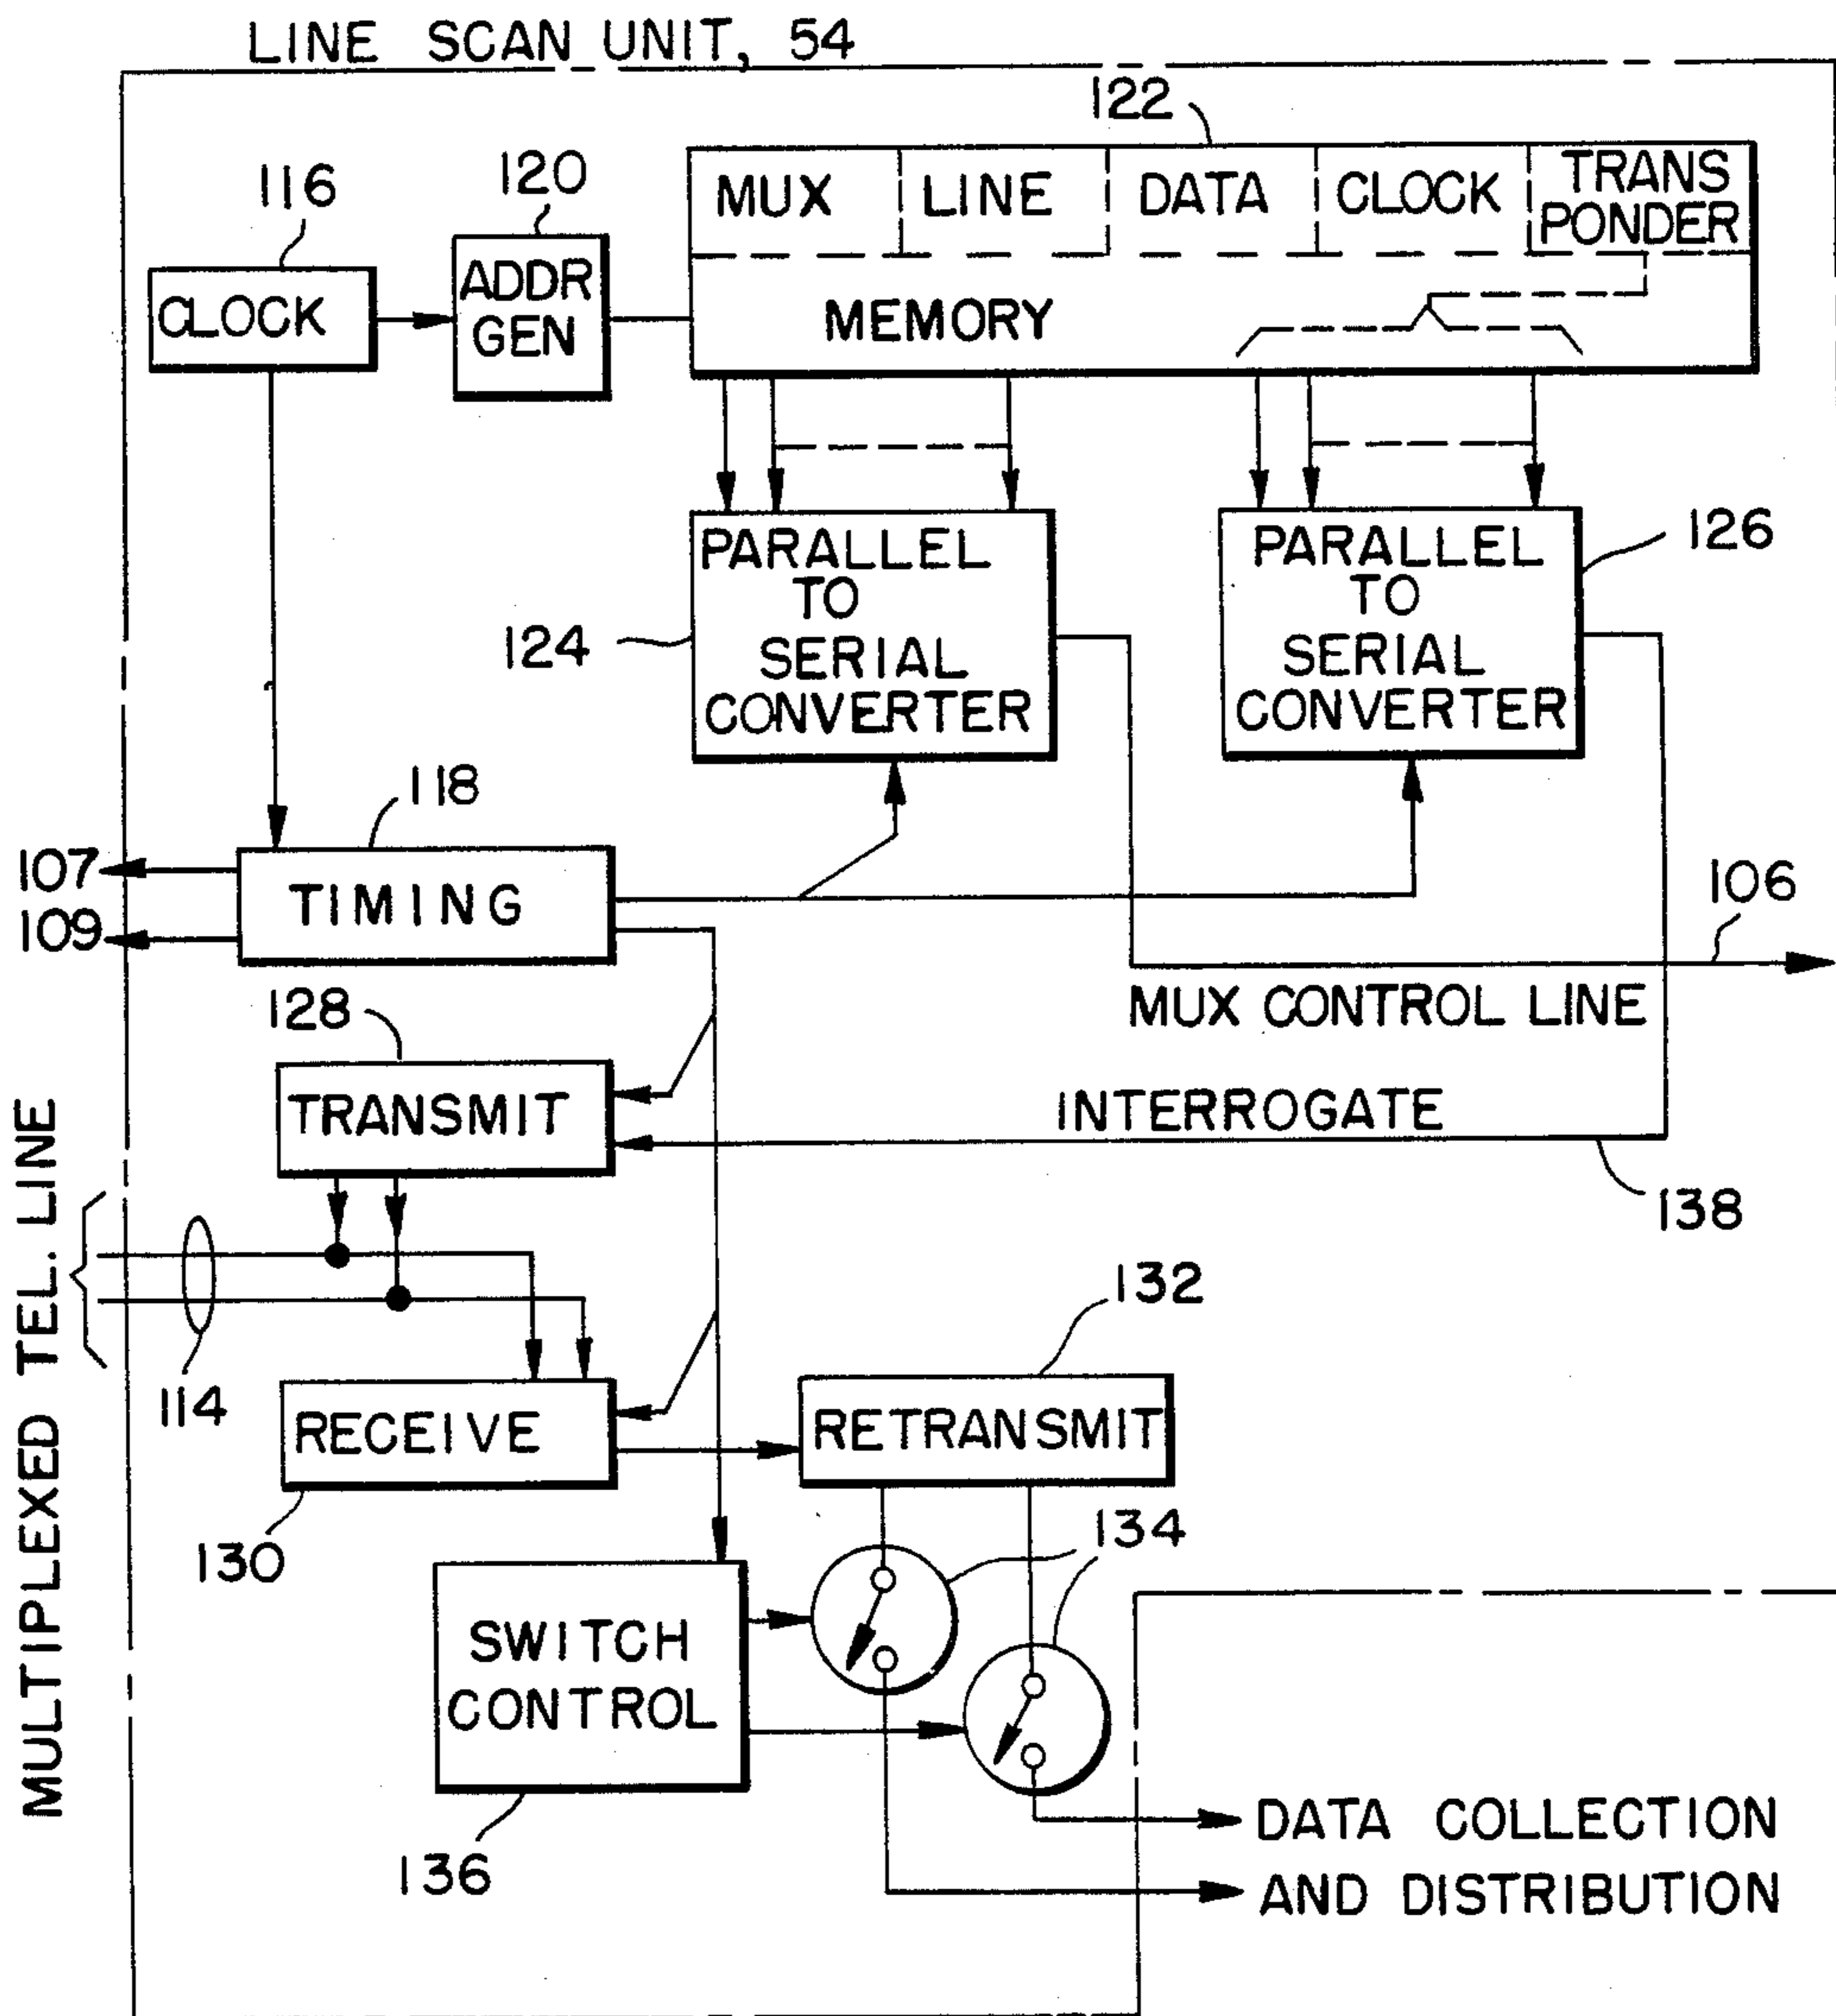 LINE SCAN UNIT, 54
122
116
120
MUX
LINE
DATA
CLOCK
TRANS
PONDER
CLOCK
ADDR
GEN
MEMORY
PARALLEL
TO
SERIAL
CONVERTER
124
PARALLEL
TO
SERIAL
CONVERTER
126
118
107
109
TIMING
106
MUX CONTROL LINE
128
TRANSMIT
INTERROGATE
138
MULTIPLEXED TEL. LINE
114
132
RECEIVE
RETRANSMIT
130
134
SWITCH
CONTROL
136
DATA COLLECTION
AND DISTRIBUTION